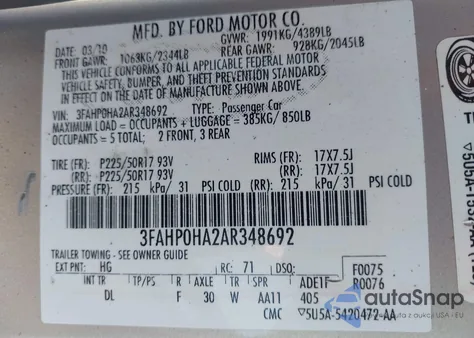 MFD. BY FORD MOTOR CO.
DATE: 03/10 GVWR: 1991KG/4389LB
FRONT GAWR: 1063KG/2344LB REAR GAWR: 928KG/2045LB
THIS VEHICLE CONFORMS TO ALL APPLICABLE FEDERAL MOTOR
VEHICLE SAFETY, BUMPER, AND THEFT PREVENTION STANDARDS
IN EFFECT ON THE DATE OF MANUFACTURE SHOWN ABOVE.
VIN: 3FAHP0HA2AR348692 TYPE: Passenger Car
MAXIMUM LOAD = OCCUPANTS + LUGGAGE = 385KG/850LB
OCCUPANTS = 5 TOTAL: 2 FRONT, 3 REAR
TIRE (FR): P225/50R17 93V RIMS (FR): 17X7.5J
(RR): P225/50R17 93V (RR): 17X7.5J
PRESSURE (FR): 215 kPa/ 31 PSI COLD (RR): 215 kPa/ 31 PSI COLD
3FAHP0HA2AR348692
TRAILER TOWING - SEE OWNER GUIDE
EXT PNT: HG RC: 71 DSO: F0075
INT TR TP/PS R AXLE TR SPR ADE1F R0076
DL F 30 W AA11 405
CMC ▽5U5A-5420472-AA
autoSnap